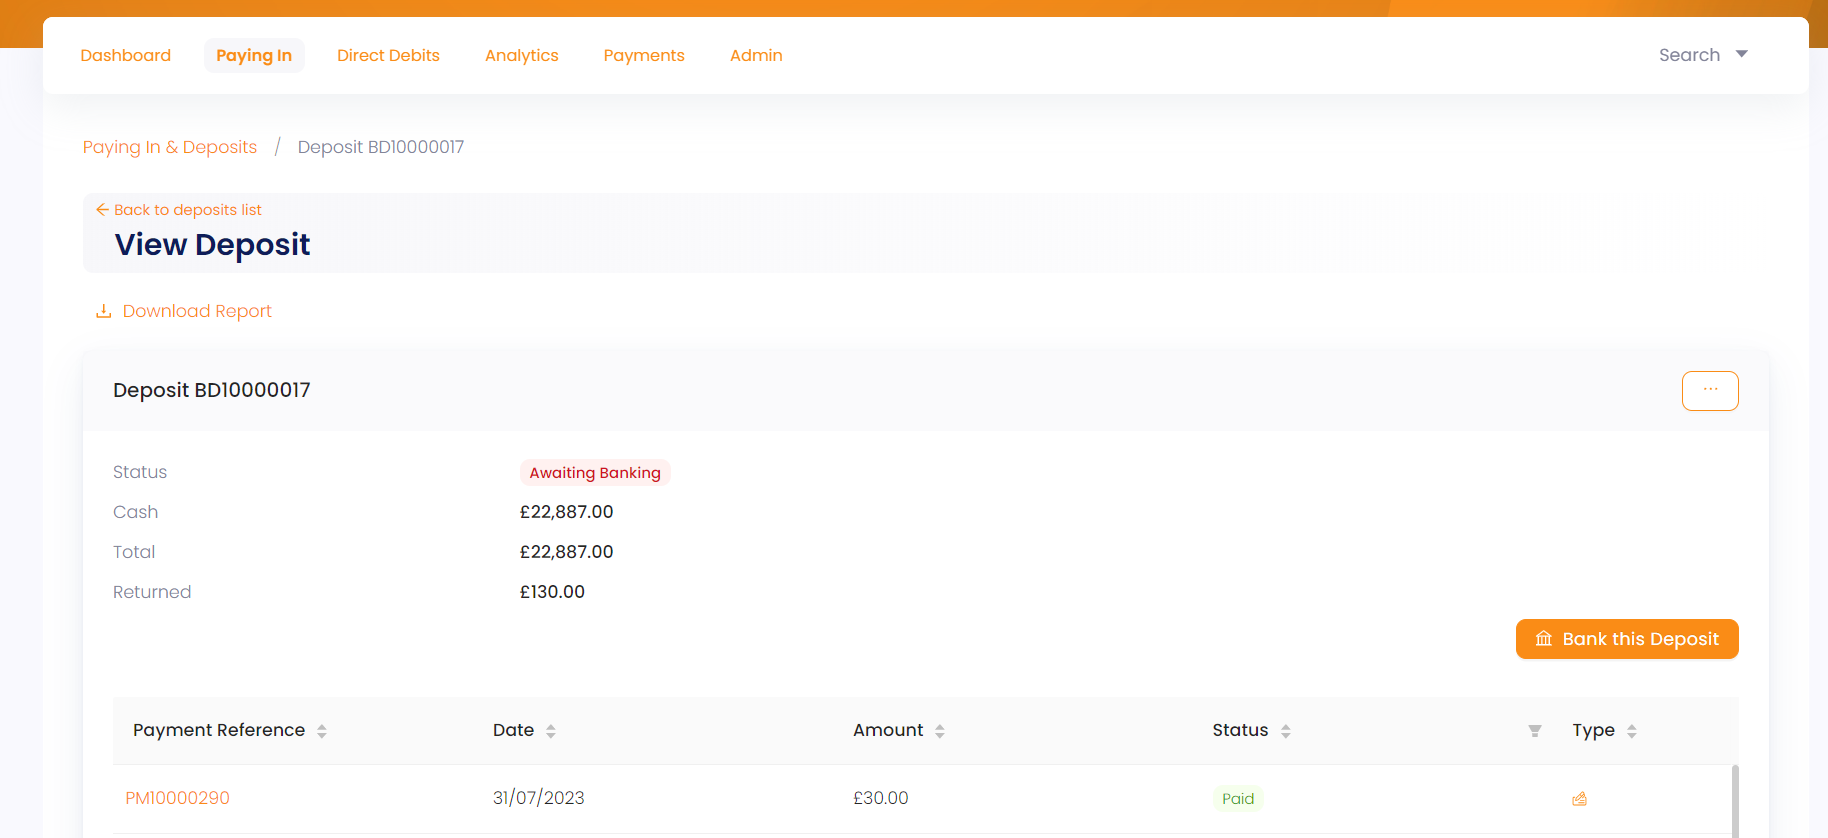 Dashboard Paying In Direct Debits Analytics Payments Admin Search
Paying In & Deposits / Deposit BD10000017
Back to deposits list
View Deposit
Download Report
Deposit BD10000017
...
Status Awaiting Banking
Cash £22,887.00
Total £22,887.00
Returned £130.00
Bank this Deposit
Payment Reference Date Amount Status Type
PM10000290 31/07/2023 £30.00 Paid